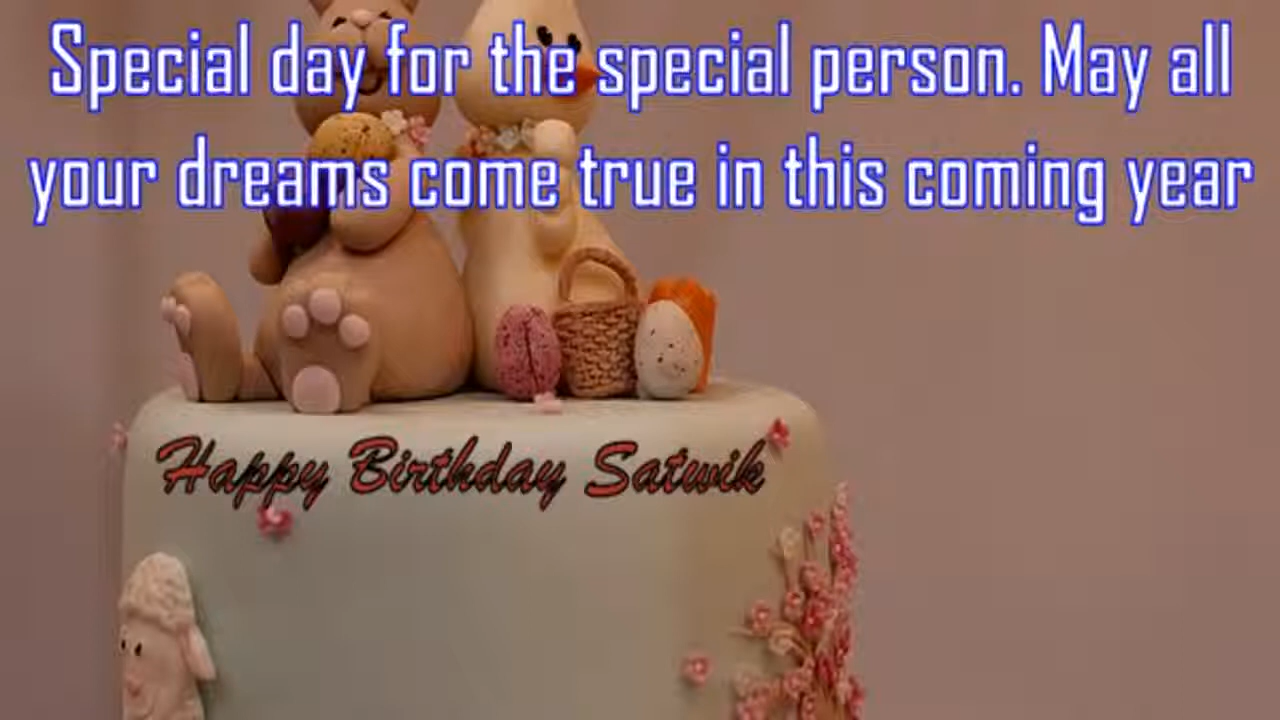 Special day for the special person. May all
your dreams come true in this coming year
Happy Birthday Satwik